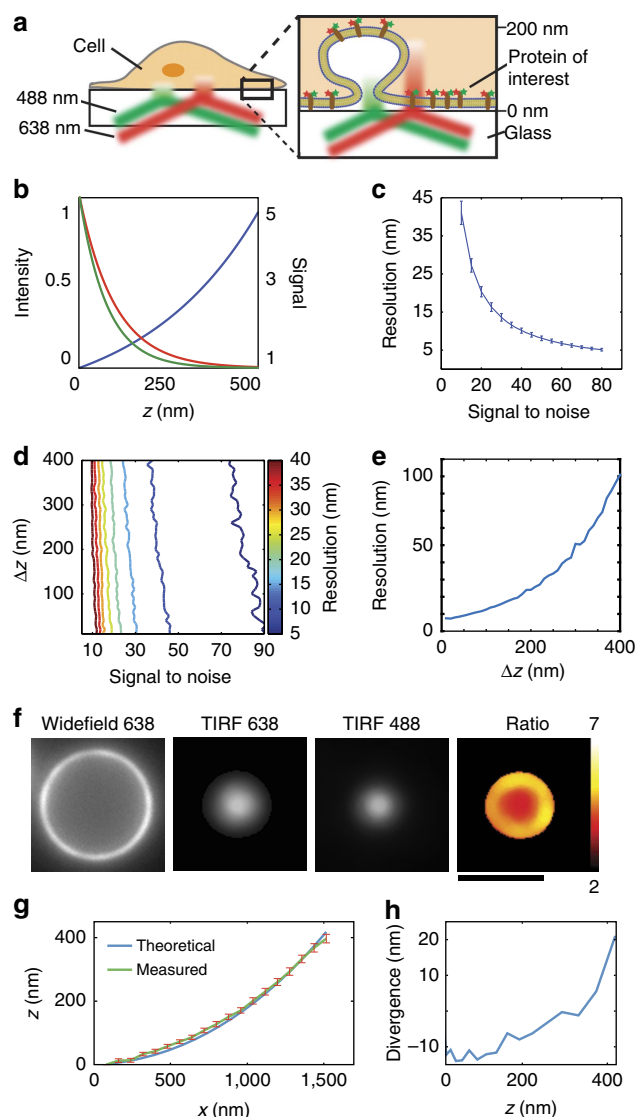 a
Cell
488 nm
638 nm
200 nm
Protein of
interest
0 nm
Glass
b
1
0.5
0
Intensity
5
3
1
Signal
0
250
500
z (nm)
c
45
35
25
15
5
Resolution (nm)
0
20
40
60
80
Signal to noise
d
400
300
200
100
Δz (nm)
10
30
50
70
90
Signal to noise
40
35
30
25
20
15
10
5
Resolution (nm)
e
100
50
0
Resolution (nm)
0
200
400
Δz (nm)
f
Widefield 638
TIRF 638
TIRF 488
Ratio
7
2
g
400
200
0
z (nm)
Theoretical
Measured
0
500
1,000
1,500
x (nm)
h
20
10
−10
Divergence (nm)
0
200
400
z (nm)